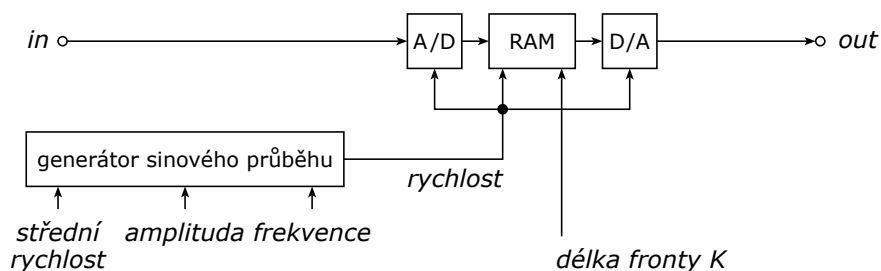 in
A/D
RAM
D/A
out
generátor sinového průběhu
rychlost
střední
rychlost
amplituda
frekvence
délka fronty K